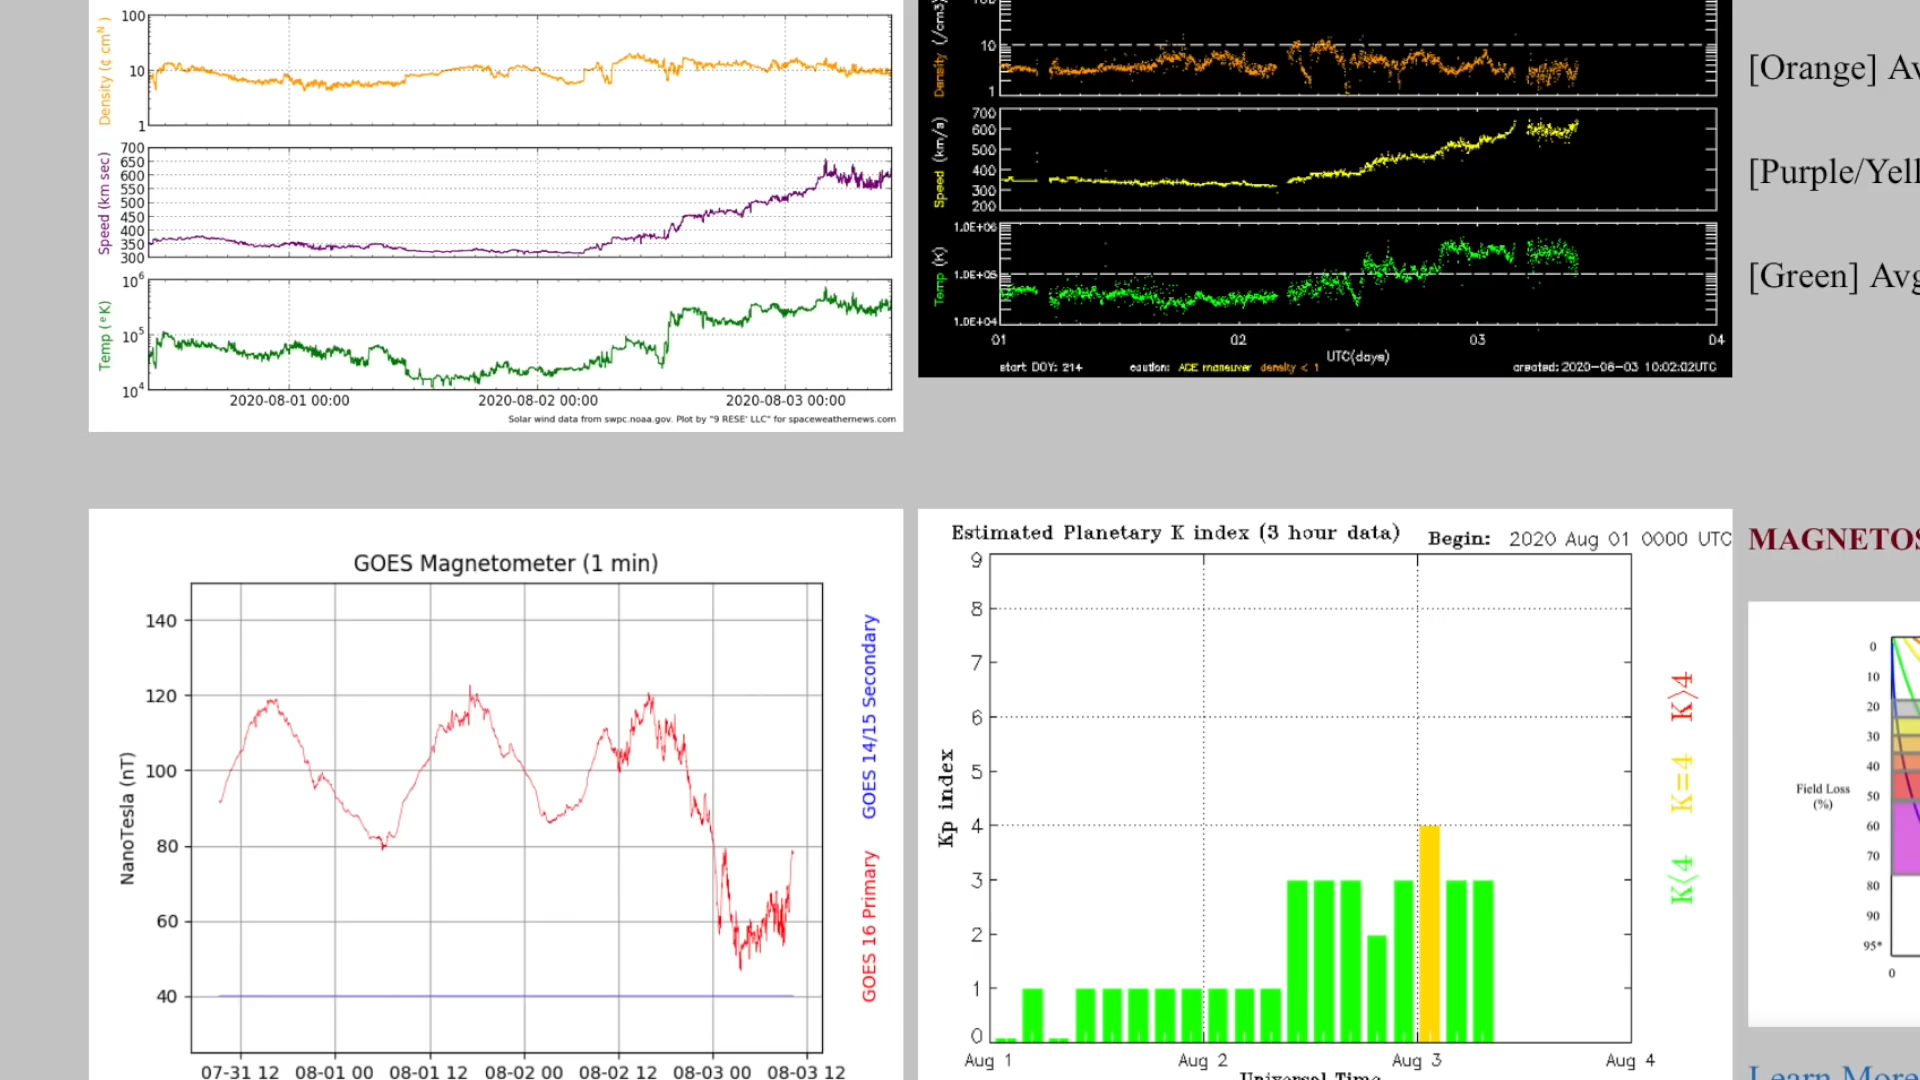 100
10
1
Density (¢ cmᴺ )
700
650
600
550
500
450
400
350
300
Speed (km sec)
10⁶
10⁵
10⁴
Temp ( ᵉ K)
2020-08-01 00:00 2020-08-02 00:00 2020-08-03 00:00
Solar wind data from swpc.noaa.gov. Plot by "9 RESE' LLC" for spaceweathernews.com
10
1
Density (/cm3)
700
600
400
300
200
Speed (km/s)
1.0E+06
1.0E+05
1.0E+04
Temp (K)
01 02 03 04
UTC(days)
start DOY: 214 caution: ACE maneuver density < 1 created: 2020-08-03 10:02:02UTC
[Orange] Av
[Purple/Yell
[Green] Avg
GOES Magnetometer (1 min)
140
120
100
80
60
40
NanoTesla (nT)
07-31 12 08-01 00 08-01 12 08-02 00 08-02 12 08-03 00 08-03 12
GOES 14/15 Secondary
GOES 16 Primary
Estimated Planetary K index (3 hour data) Begin: 2020 Aug 01 0000 UTC
9
8
7
6
5
4
3
2
1
0
Kp index
K>4
K=4
K<4
Aug 1 Aug 2 Aug 3 Aug 4
Universal Time
MAGNETOS
0
10
20
30
40
50
60
70
80
90
95*
Field Loss
(%)
0
Learn More